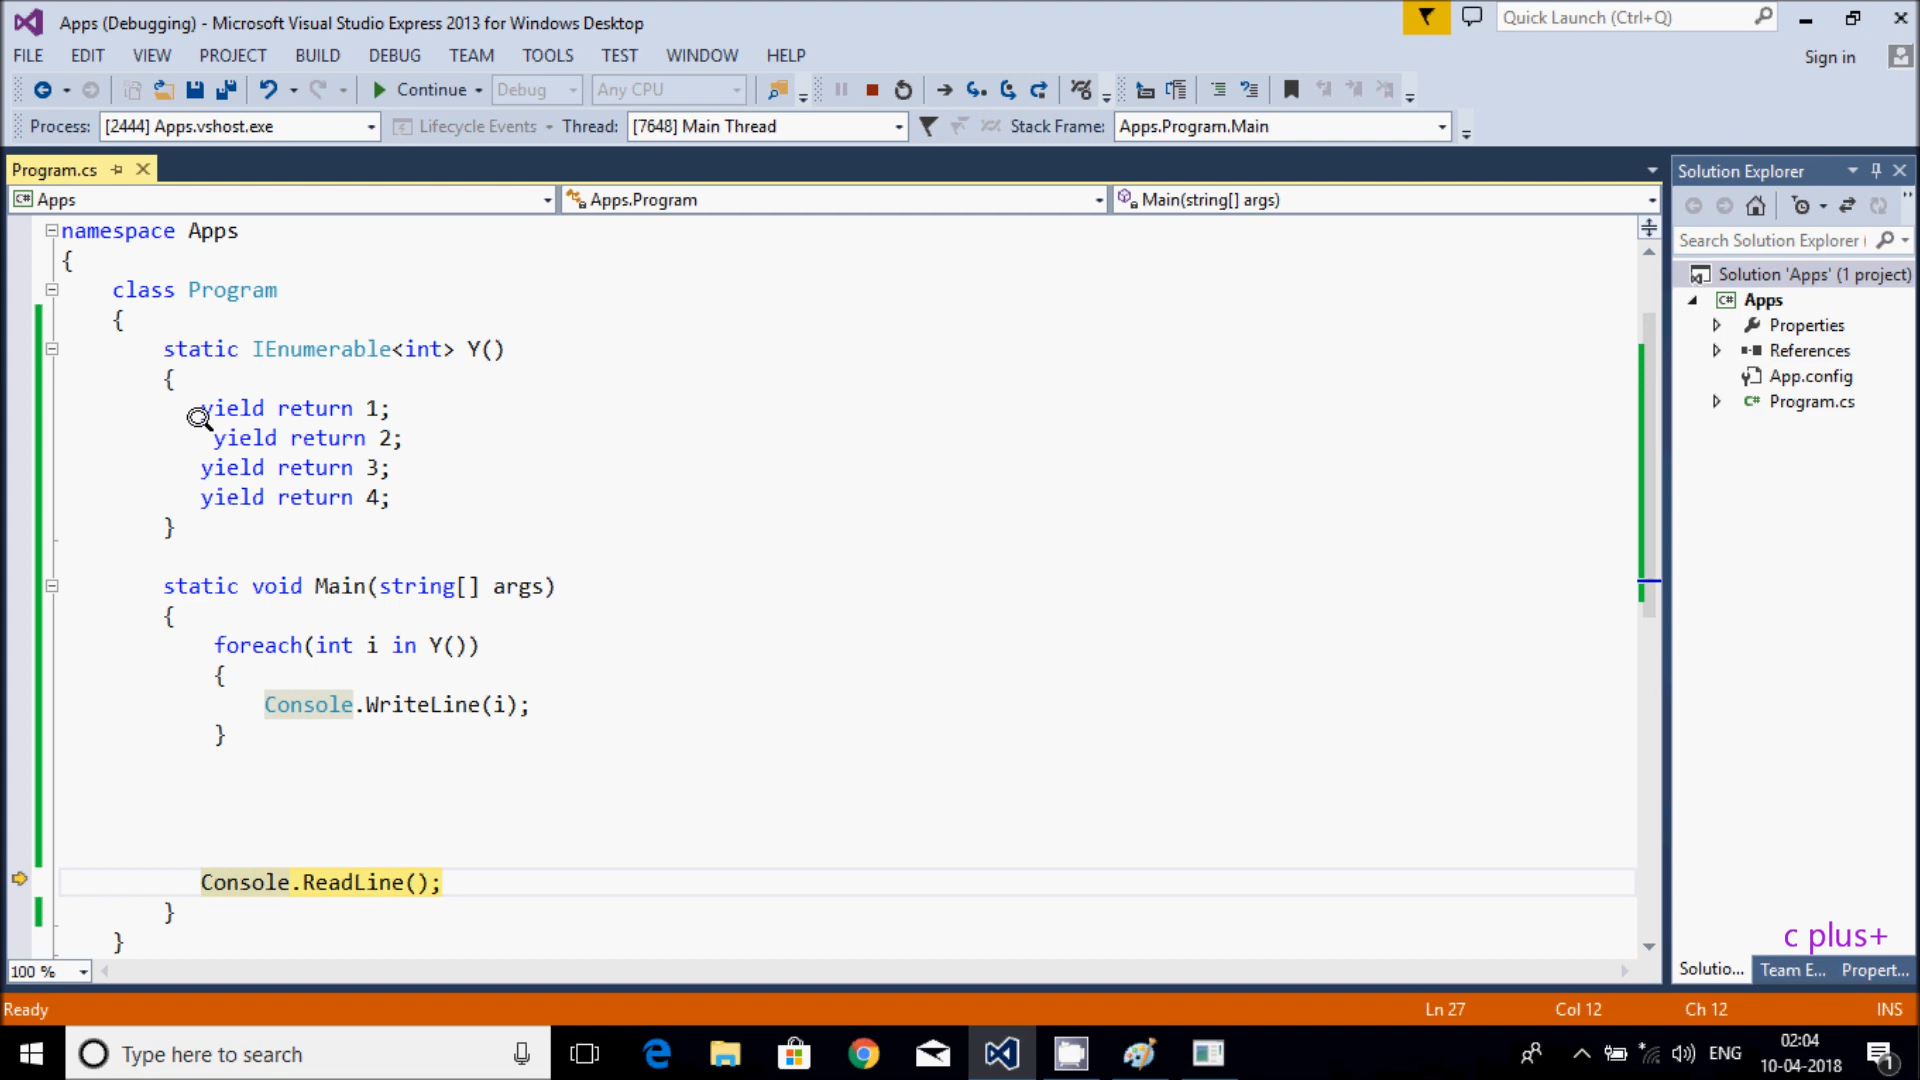 Apps (Debugging) - Microsoft Visual Studio Express 2013 for Windows Desktop
Quick Launch (Ctrl+Q)
FILE EDIT VIEW PROJECT BUILD DEBUG TEAM TOOLS TEST WINDOW HELP
Sign in
Continue Debug Any CPU
Process: [2444] Apps.vshost.exe Lifecycle Events Thread: [7648] Main Thread Stack Frame: Apps.Program.Main
Program.cs
Apps Apps.Program Main(string[] args)
namespace Apps
{
class Program
{
static IEnumerable<int> Y()
{
yield return 1;
yield return 2;
yield return 3;
yield return 4;
}
static void Main(string[] args)
{
foreach(int i in Y())
{
Console.WriteLine(i);
}
Console.ReadLine();
}
}
100 %
Solution Explorer
Search Solution Explorer (
Solution 'Apps' (1 project)
C# Apps
Properties
References
App.config
C# Program.cs
c plus+
Solutio... Team E... Propert...
Ready Ln 27 Col 12 Ch 12 INS
Type here to search
ENG
02:04
10-04-2018
1